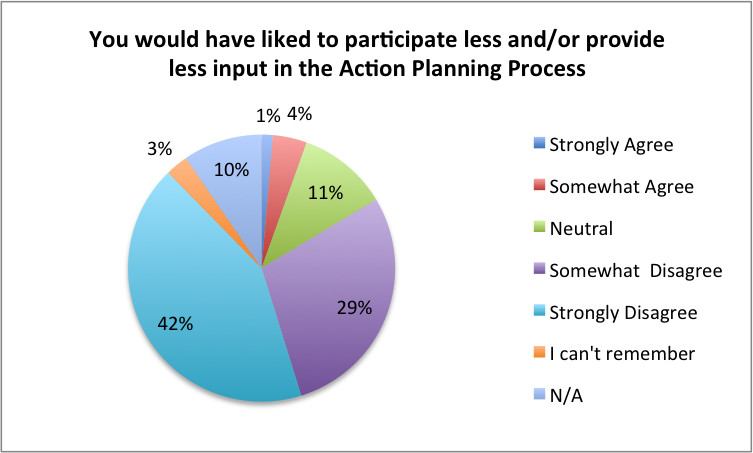 You would have liked to participate less and/or provide
less input in the Action Planning Process
1%
4%
3%
10%
11%
29%
42%
Strongly Agree
Somewhat Agree
Neutral
Somewhat Disagree
Strongly Disagree
I can't remember
N/A